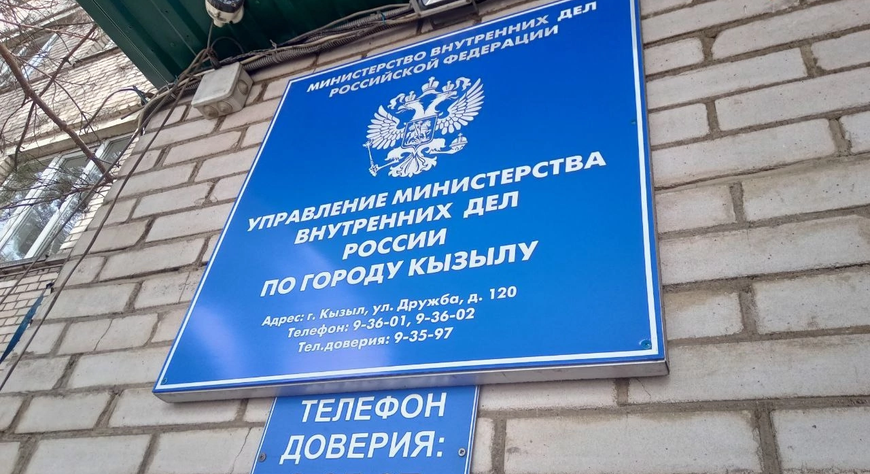 МИНИСТЕРСТВО ВНУТРЕННИХ ДЕЛ
РОССИЙСКОЙ ФЕДЕРАЦИИ
УПРАВЛЕНИЕ МИНИСТЕРСТВА
ВНУТРЕННИХ ДЕЛ
РОССИИ
ПО ГОРОДУ КЫЗЫЛУ
Адрес: г. Кызыл, ул. Дружба, д. 120
Телефон: 9-36-01, 9-36-02
Тел.доверия: 9-35-97
ТЕЛЕФОН
ДОВЕРИЯ: